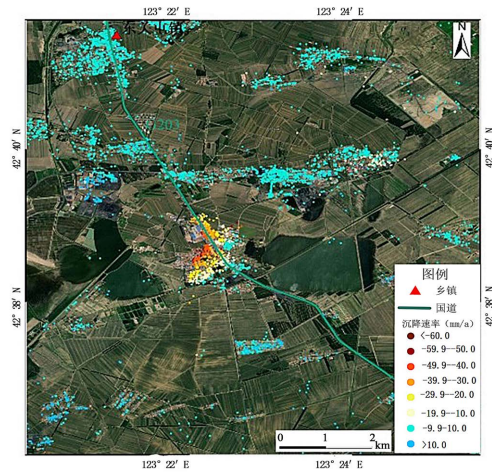 123° 22′ E
123° 24′ E
N
42° 40′ N
42° 40′ N
G203
42° 38′ N
42° 38′ N
图例
乡镇
国道
沉降速率 (mm/a)
<-60.0
-59.9--50.0
-49.9--40.0
-39.9--30.0
-29.9--20.0
-19.9--10.0
-9.9-10.0
>10.0
0 1 2
km
123° 22′ E
123° 24′ E